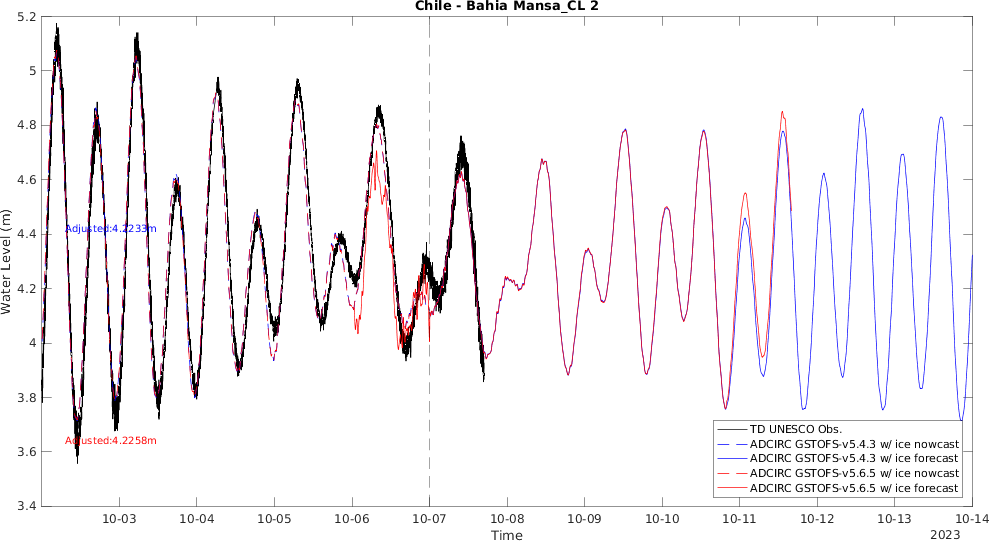 Chile - Bahia Mansa_CL 2
5.2
5
4.8
4.6
4.4
4.2
4
3.8
3.6
3.4
Water Level (m)
Adjusted:4.2233m
Adjusted:4.2258m
TD UNESCO Obs.
ADCIRC GSTOFS-v5.4.3 w/ ice nowcast
ADCIRC GSTOFS-v5.4.3 w/ ice forecast
ADCIRC GSTOFS-v5.6.5 w/ ice nowcast
ADCIRC GSTOFS-v5.6.5 w/ ice forecast
10-03 10-04 10-05 10-06 10-07 10-08 10-09 10-10 10-11 10-12 10-13 10-14
Time 2023